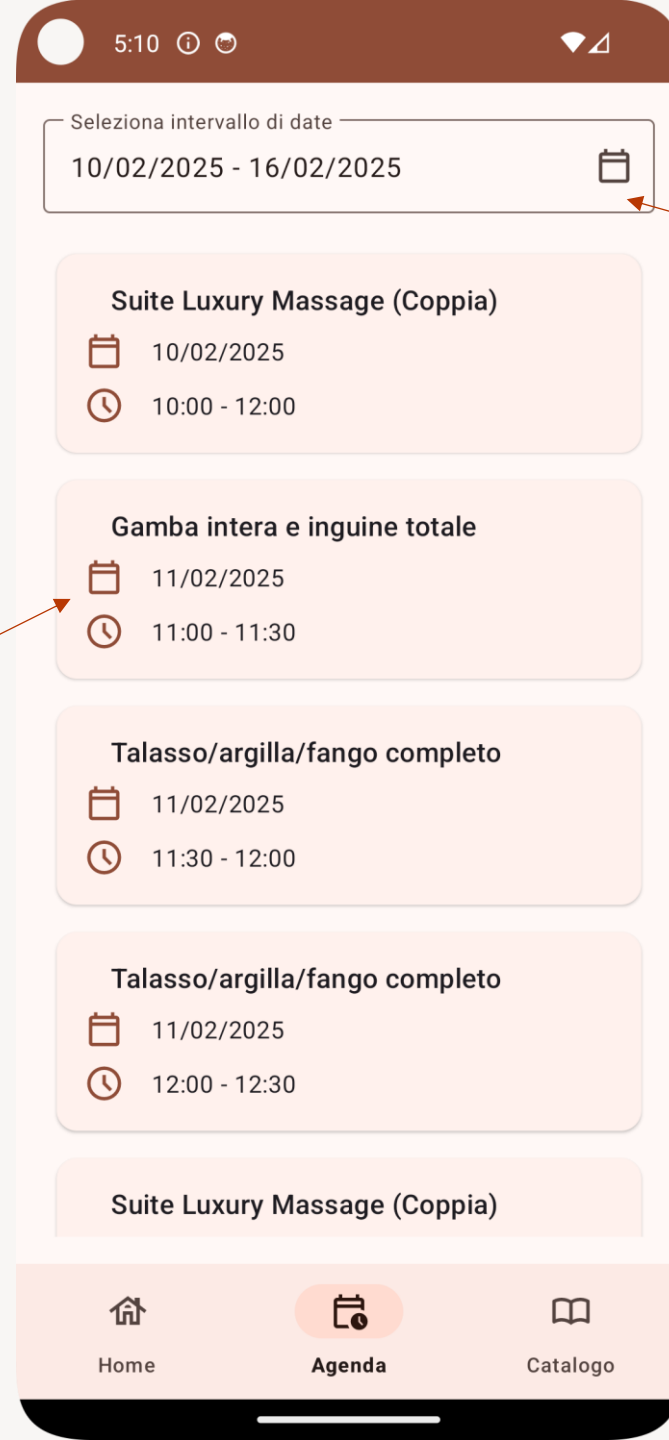 5:10
Seleziona intervallo di date
10/02/2025 - 16/02/2025
Suite Luxury Massage (Coppia)
10/02/2025
10:00 - 12:00
Gamba intera e inguine totale
11/02/2025
11:00 - 11:30
Talasso/argilla/fango completo
11/02/2025
11:30 - 12:00
Talasso/argilla/fango completo
11/02/2025
12:00 - 12:30
Suite Luxury Massage (Coppia)
Home Agenda Catalogo